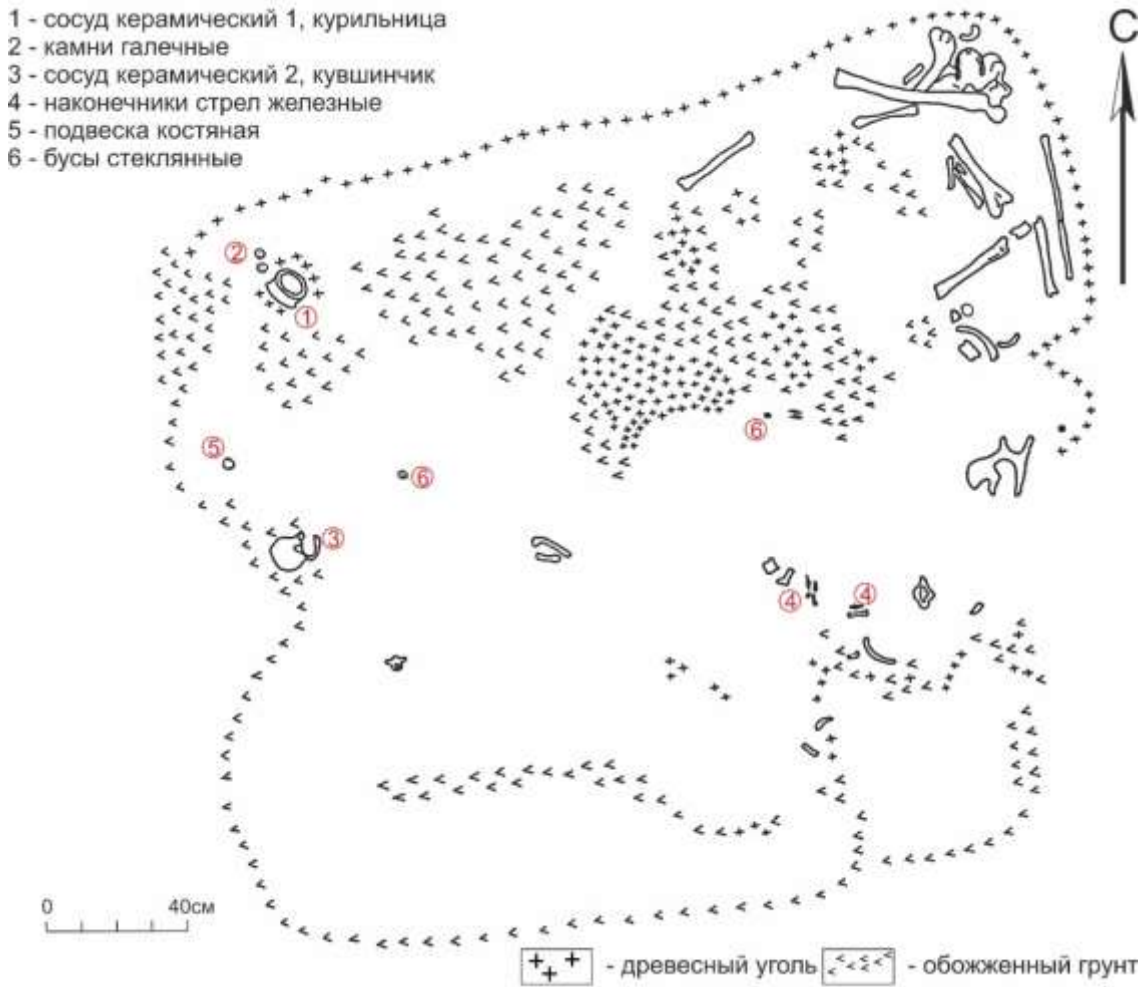 1 - сосуд керамический 1, курильница
2 - камни галечные
3 - сосуд керамический 2, кувшинчик
4 - наконечники стрел железные
5 - подвеска костяная
6 - бусы стеклянные
С
2
1
6
5
6
3
4
4
0 40см
- древесный уголь - обожженный грунт